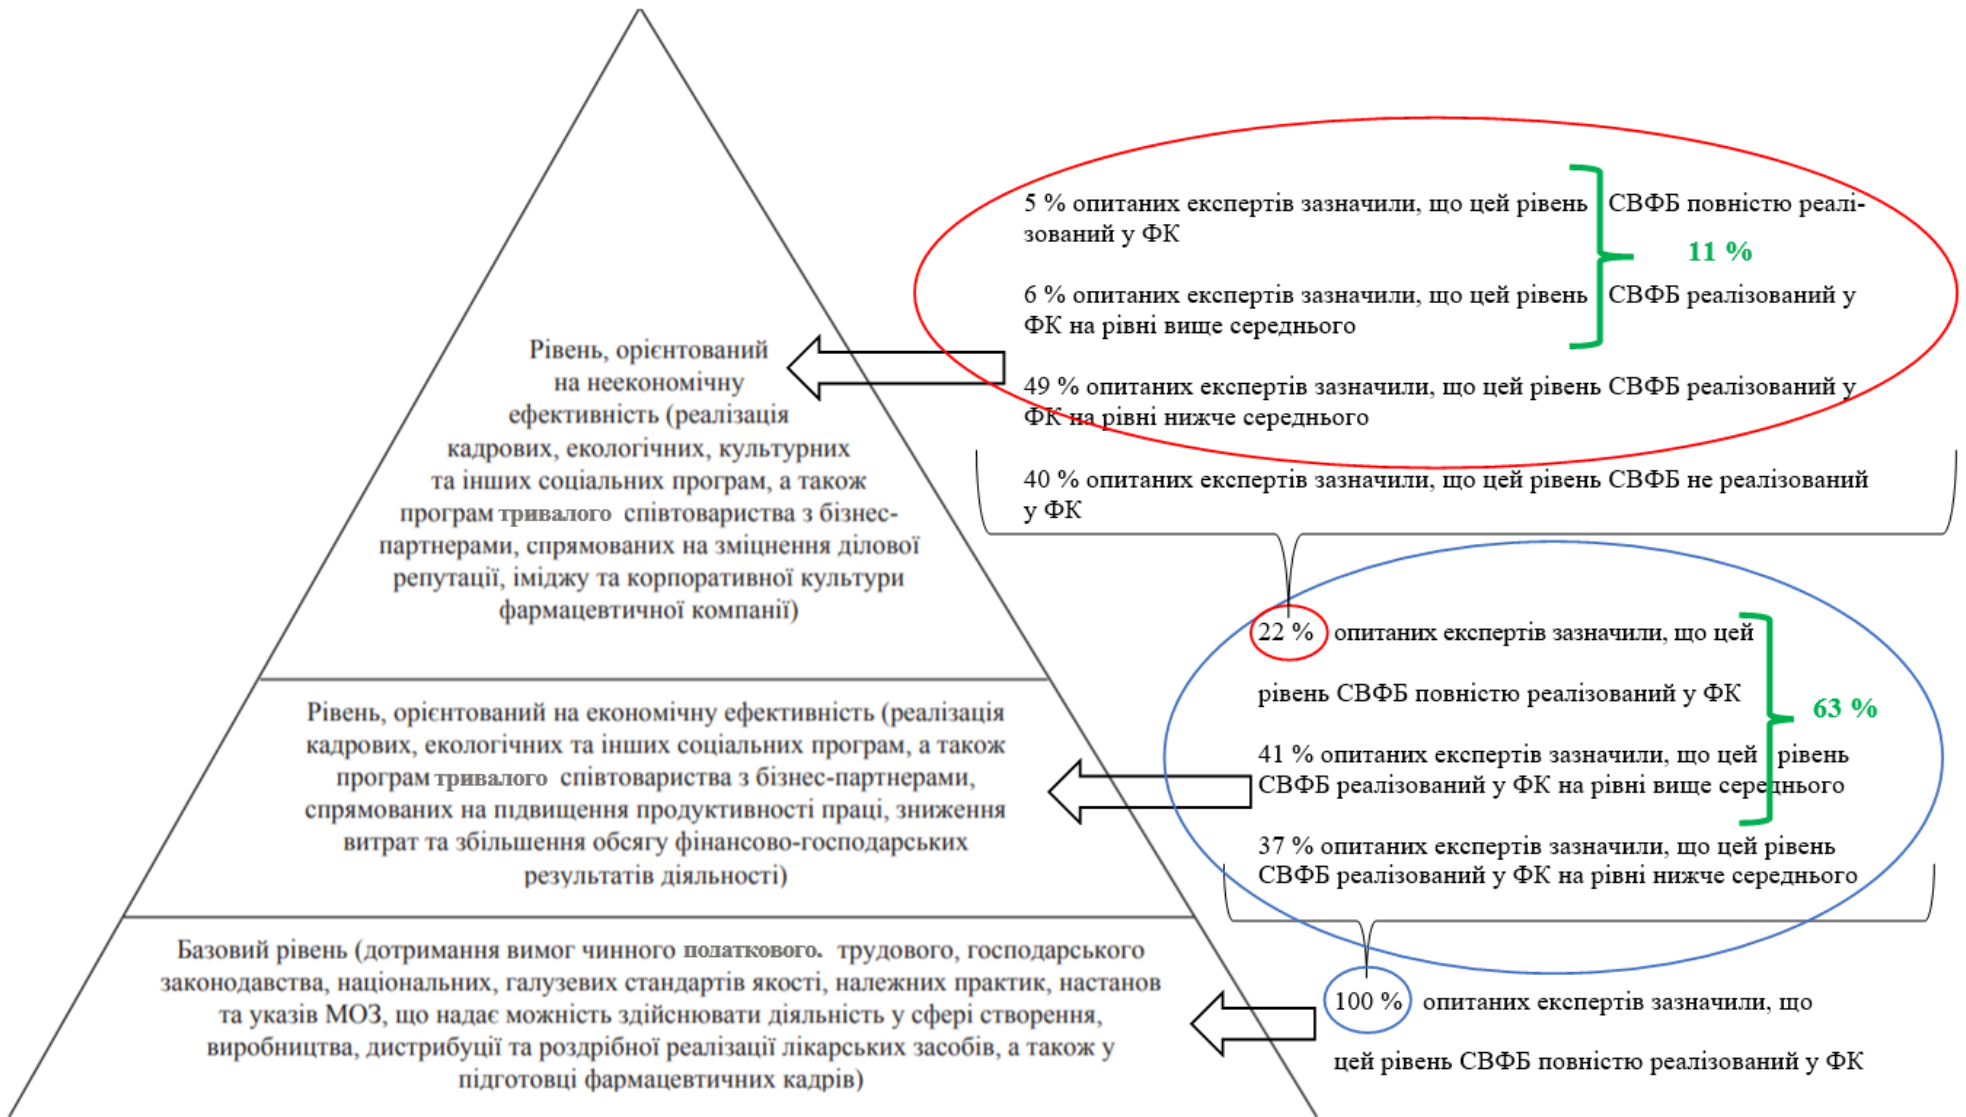 5 % опитаних експертів зазначили, що цей рівень СВФБ повністю реалі-
зований у ФК
11 %
6 % опитаних експертів зазначили, що цей рівень СВФБ реалізований у
ФК на рівні вище середнього
49 % опитаних експертів зазначили, що цей рівень СВФБ реалізований у
ФК на рівні нижче середнього
40 % опитаних експертів зазначили, що цей рівень СВФБ не реалізований
у ФК
Рівень, орієнтований
на неекономічну
ефективність (реалізація
кадрових, екологічних, культурних
та інших соціальних програм, а також
програм тривалого співтовариства з бізнес-
партнерами, спрямованих на зміцнення ділової
репутації, іміджу та корпоративної культури
фармацевтичної компанії)
22 % опитаних експертів зазначили, що цей
рівень СВФБ повністю реалізований у ФК
63 %
41 % опитаних експертів зазначили, що цей рівень
СВФБ реалізований у ФК на рівні вище середнього
37 % опитаних експертів зазначили, що цей рівень
СВФБ реалізований у ФК на рівні нижче середнього
Рівень, орієнтований на економічну ефективність (реалізація
кадрових, екологічних та інших соціальних програм, а також
програм тривалого співтовариства з бізнес-партнерами,
спрямованих на підвищення продуктивності праці, зниження
витрат та збільшення обсягу фінансово-господарських
результатів діяльності)
Базовий рівень (дотримання вимог чинного податкового. трудового, господарського
законодавства, національних, галузевих стандартів якості, належних практик, настанов
та указів МОЗ, що надає можність здійснювати діяльність у сфері створення,
виробництва, дистрибуції та роздрібної реалізації лікарських засобів, а також у
підготовці фармацевтичних кадрів)
100 % опитаних експертів зазначили, що
цей рівень СВФБ повністю реалізований у ФК